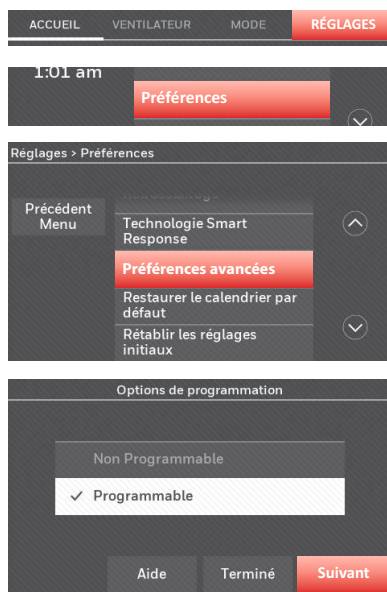 ACCUEIL VENTILATEUR MODE RÉGLAGES
1:01 am
Préférences
Réglages > Préférences
Précédent
Menu
Technologie Smart
Response
Préférences avancées
Restaurer le calendrier par
défaut
Rétablir les réglages
initiaux
Options de programmation
Non Programmable
✓ Programmable
Aide Terminé Suivant